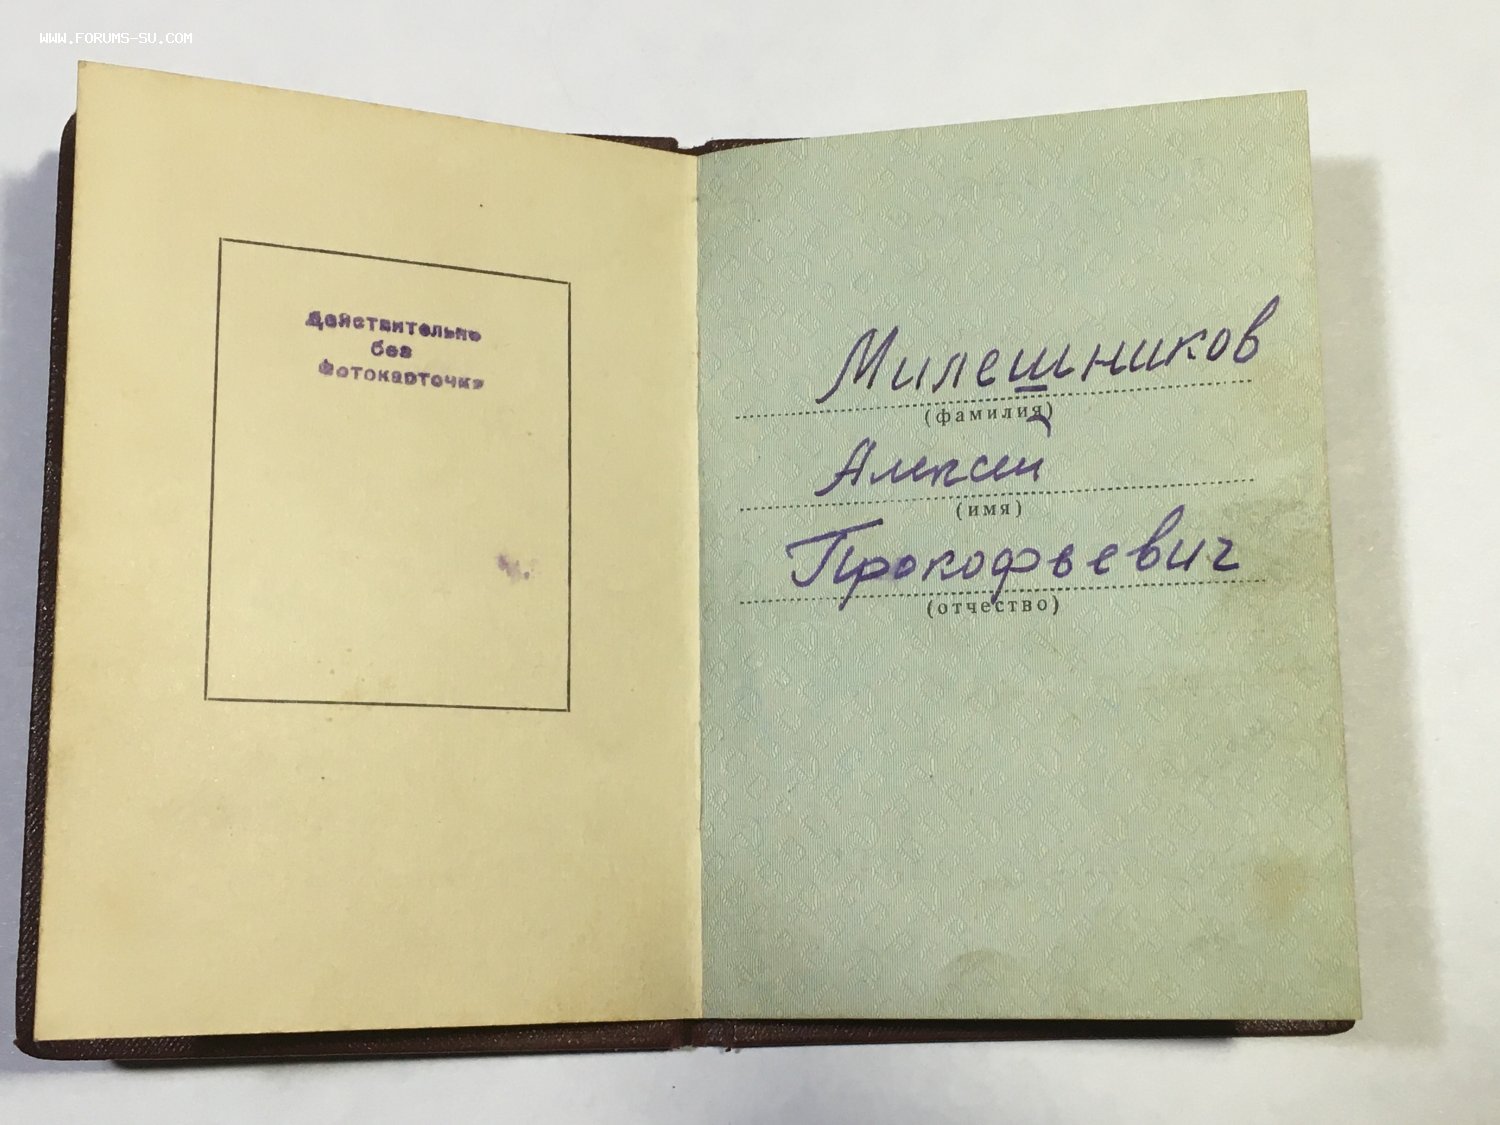 WWW.FORUMS-SU.COM
Действительно
без
фотокарточки
Милешников
(фамилия)
Алексей
(имя)
Прокофьевич
(отчество)